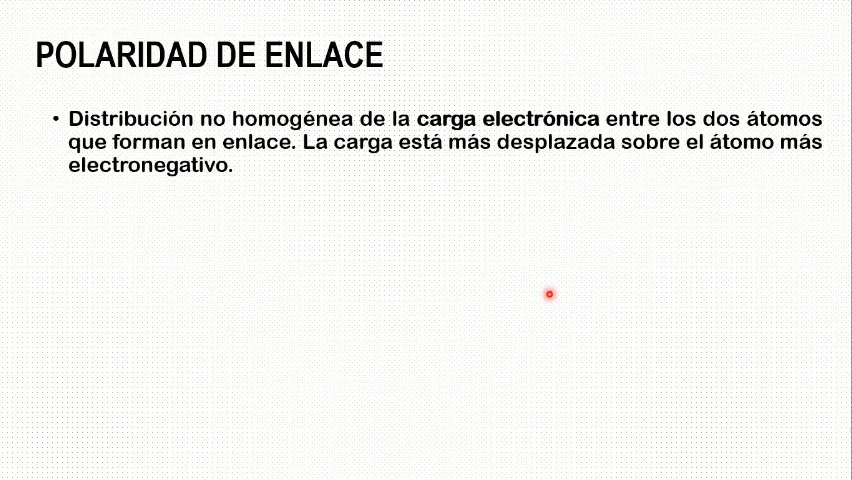 POLARIDAD DE ENLACE
• Distribución no homogénea de la carga electrónica entre los dos átomos
que forman en enlace. La carga está más desplazada sobre el átomo más
electronegativo.